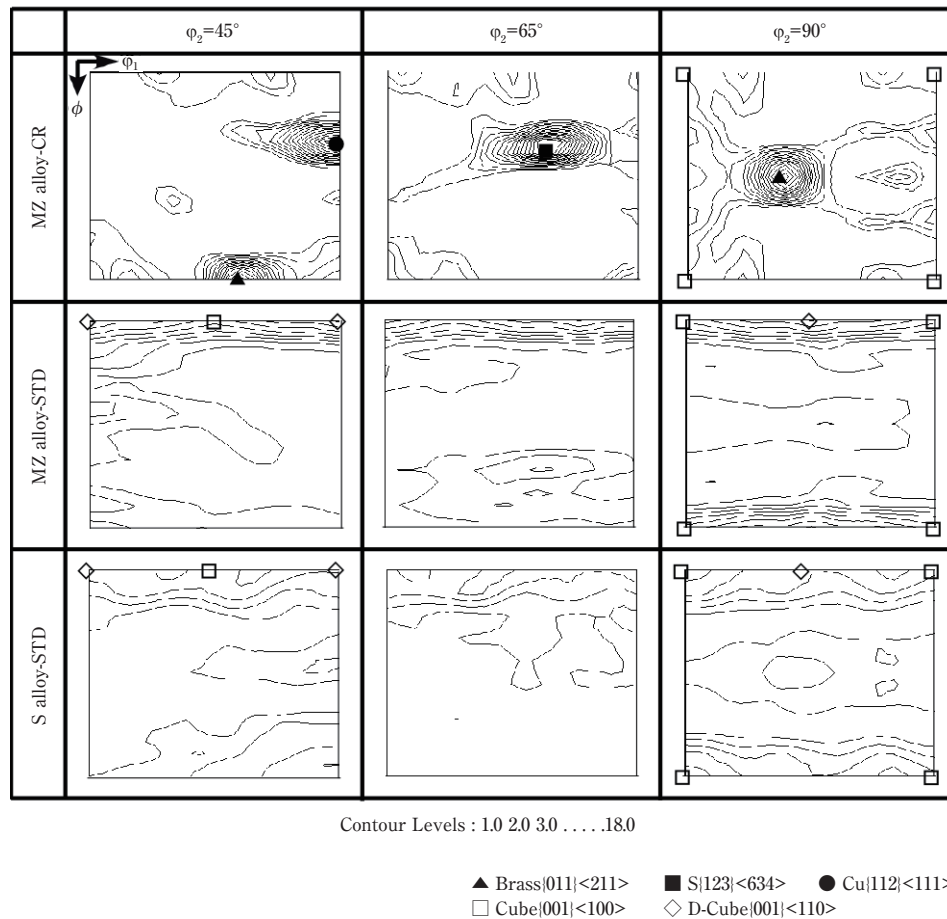 φ₂=45° φ₂=65° φ₂=90°
φ₁
ϕ
MZ alloy-CR
MZ alloy-STD
S alloy-STD
Contour Levels : 1.0 2.0 3.0 . . . . .18.0
▲ Brass{011}<211> ■ S{123}<634> ● Cu{112}<111>
□ Cube{001}<100> ◇ D-Cube{001}<110>